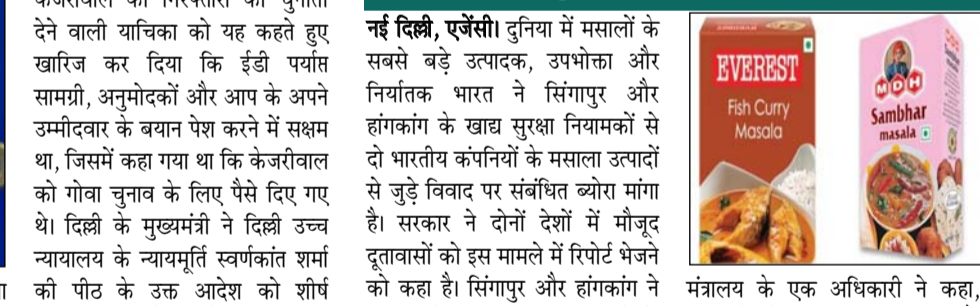 केजरीवाल की गिरफ्तारी को चुनौती
देने वाली याचिका को यह कहते हुए
खारिज कर दिया कि ईडी पर्याप्त
सामग्री, अनुमोदकों और आप के अपने
उम्मीदवार के बयान पेश करने में सक्षम
था, जिसमें कहा गया था कि केजरीवाल
को गोवा चुनाव के लिए पैसे दिए गए
थे। दिल्ली के मुख्यमंत्री ने दिल्ली उच्च
न्यायालय के न्यायमूर्ति स्वर्णकांत शर्मा
की पीठ के उक्त आदेश को शीर्ष
नई दिल्ली, एजेंसी। दुनिया में मसालों के
सबसे बड़े उत्पादक, उपभोक्ता और
निर्यातक भारत ने सिंगापुर और
हांगकांग के खाद्य सुरक्षा नियामकों से
दो भारतीय कंपनियों के मसाला उत्पादों
से जुड़े विवाद पर संबंधित ब्योरा मांगा
है। सरकार ने दोनों देशों में मौजूद
दूतावासों को इस मामले में रिपोर्ट भेजने
को कहा है। सिंगापुर और हांगकांग ने
EVEREST
Fish Curry
Masala
MDH
Sambhar
masala
मंत्रालय के एक अधिकारी ने कहा,